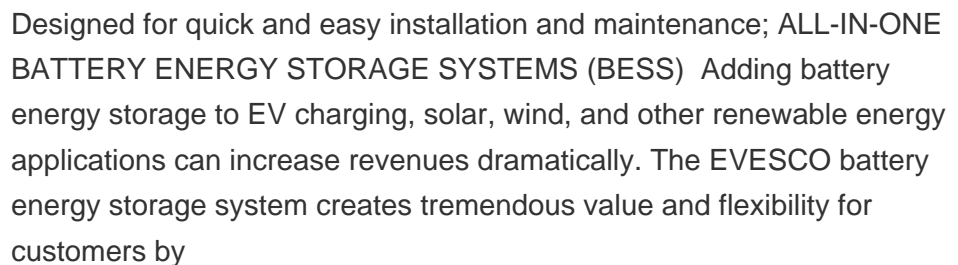 Designed for quick and easy installation and maintenance; ALL-IN-ONE
BATTERY ENERGY STORAGE SYSTEMS (BESS)  Adding battery
energy storage to EV charging, solar, wind, and other renewable energy
applications can increase revenues dramatically. The EVESCO battery
energy storage system creates tremendous value and flexibility for
customers by